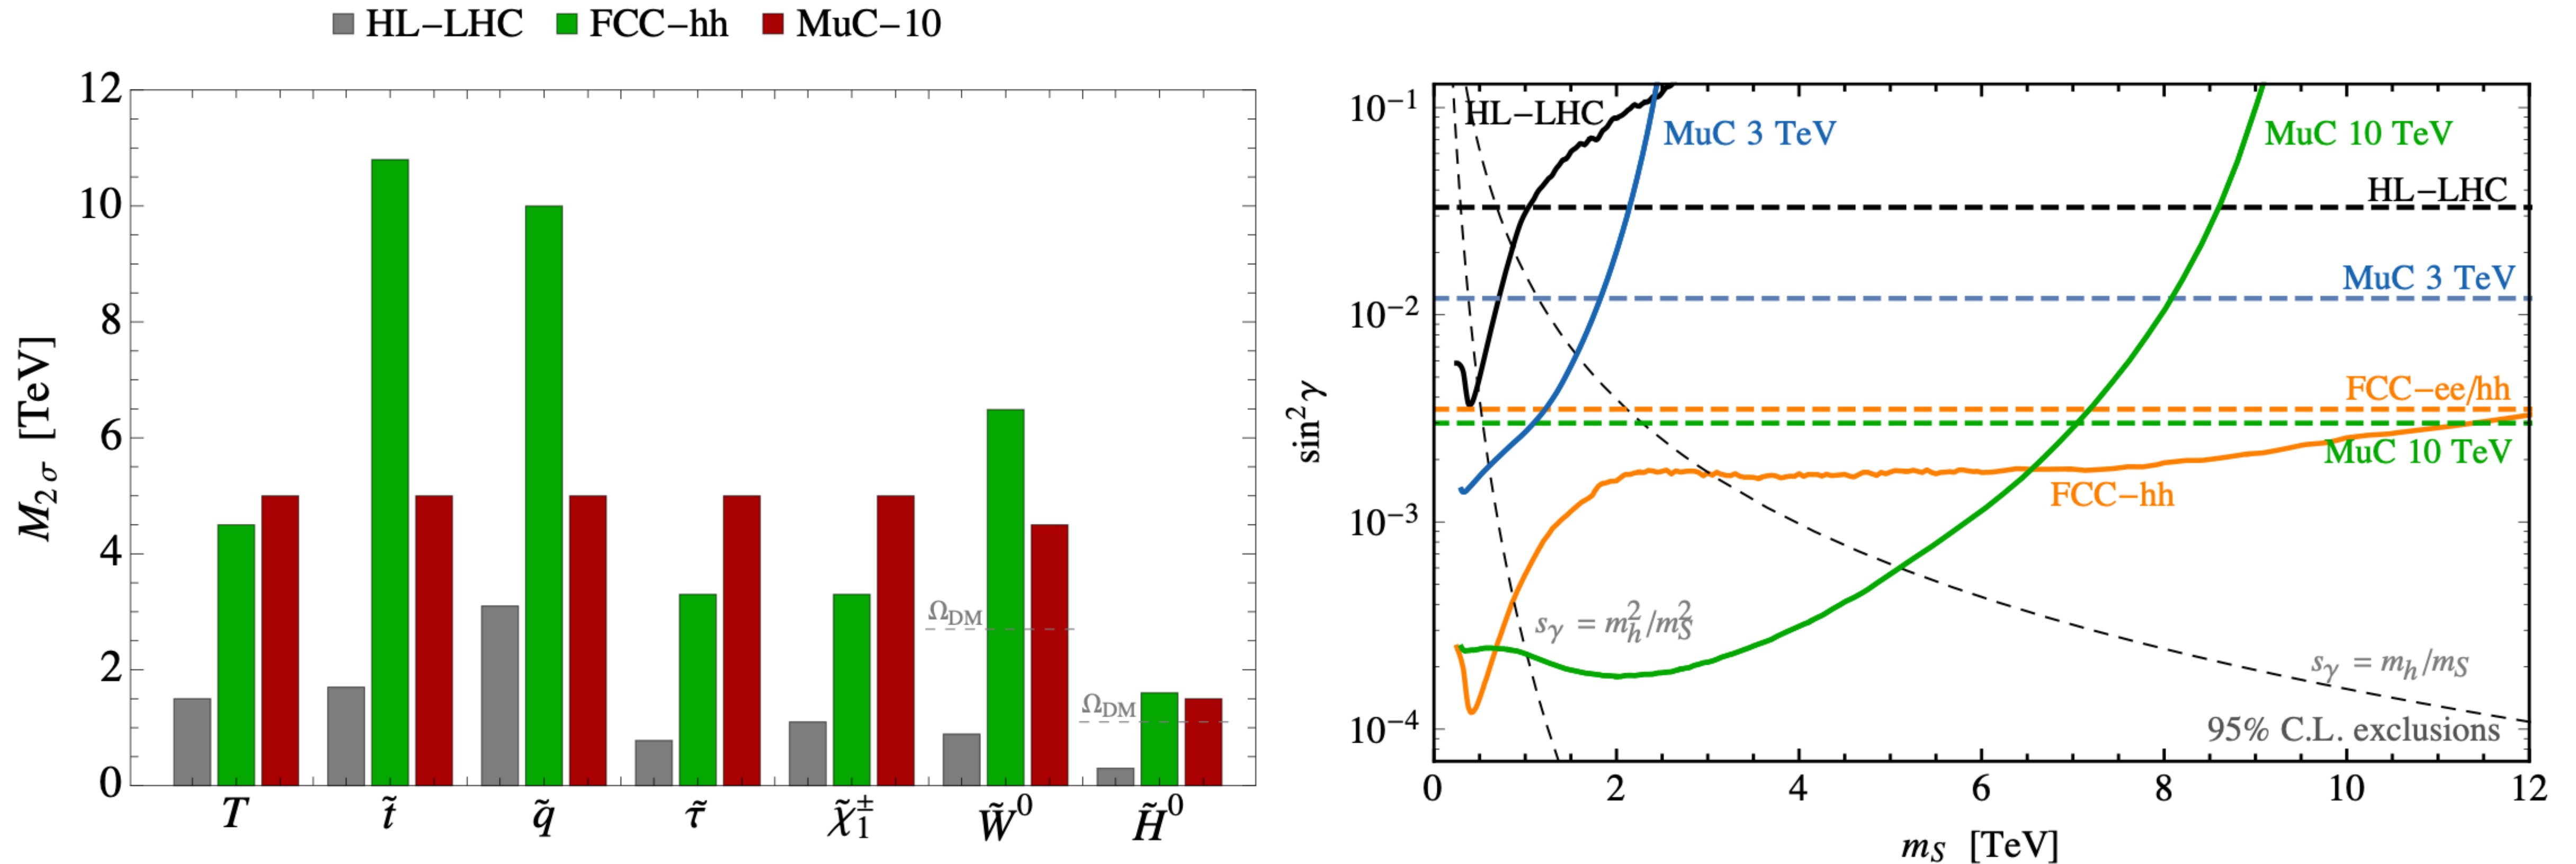 HL–LHC FCC–hh MuC–10
M2σ [TeV]
12
10
8
6
4
2
0
ΩDM
ΩDM
T t̃ q̃ τ̃ χ̃1± W̃0 H̃0
sin2γ
10−1
10−2
10−3
10−4
HL–LHC
MuC 3 TeV
MuC 10 TeV
HL–LHC
MuC 3 TeV
FCC–ee/hh
MuC 10 TeV
FCC–hh
sγ = mh2/mS2
sγ = mh/mS
95% C.L. exclusions
0 2 4 6 8 10 12
mS [TeV]